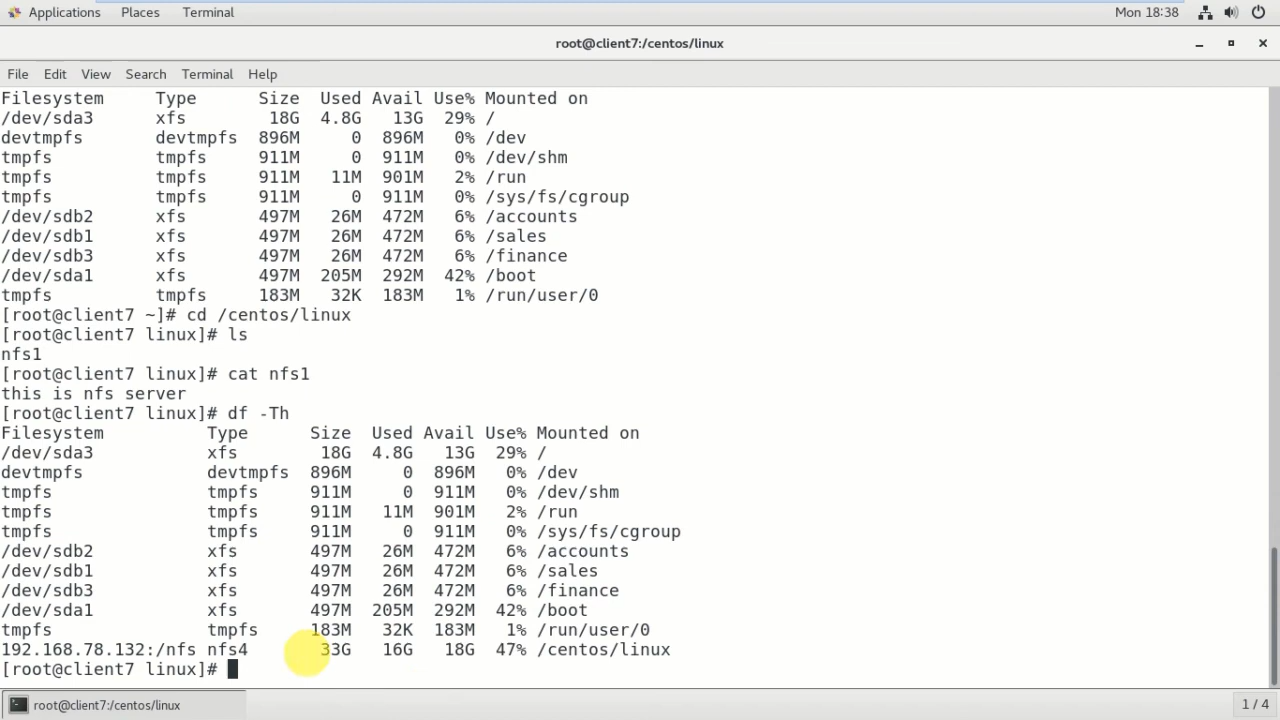 Applications Places Terminal Mon 18:38
root@client7:/centos/linux
File Edit View Search Terminal Help
Filesystem     Type      Size  Used Avail Use% Mounted on
/dev/sda3      xfs        18G  4.8G   13G  29% /
devtmpfs       devtmpfs  896M     0  896M   0% /dev
tmpfs          tmpfs     911M     0  911M   0% /dev/shm
tmpfs          tmpfs     911M   11M  901M   2% /run
tmpfs          tmpfs     911M     0  911M   0% /sys/fs/cgroup
/dev/sdb2      xfs       497M   26M  472M   6% /accounts
/dev/sdb1      xfs       497M   26M  472M   6% /sales
/dev/sdb3      xfs       497M   26M  472M   6% /finance
/dev/sda1      xfs       497M  205M  292M  42% /boot
tmpfs          tmpfs     183M   32K  183M   1% /run/user/0
[root@client7 ~]# cd /centos/linux
[root@client7 linux]# ls
nfs1
[root@client7 linux]# cat nfs1
this is nfs server
[root@client7 linux]# df -Th
Filesystem          Type      Size  Used Avail Use% Mounted on
/dev/sda3           xfs        18G  4.8G   13G  29% /
devtmpfs            devtmpfs  896M     0  896M   0% /dev
tmpfs               tmpfs     911M     0  911M   0% /dev/shm
tmpfs               tmpfs     911M   11M  901M   2% /run
tmpfs               tmpfs     911M     0  911M   0% /sys/fs/cgroup
/dev/sdb2           xfs       497M   26M  472M   6% /accounts
/dev/sdb1           xfs       497M   26M  472M   6% /sales
/dev/sdb3           xfs       497M   26M  472M   6% /finance
/dev/sda1           xfs       497M  205M  292M  42% /boot
tmpfs               tmpfs     183M   32K  183M   1% /run/user/0
192.168.78.132:/nfs nfs4       33G   16G   18G  47% /centos/linux
[root@client7 linux]#
root@client7:/centos/linux 1 / 4